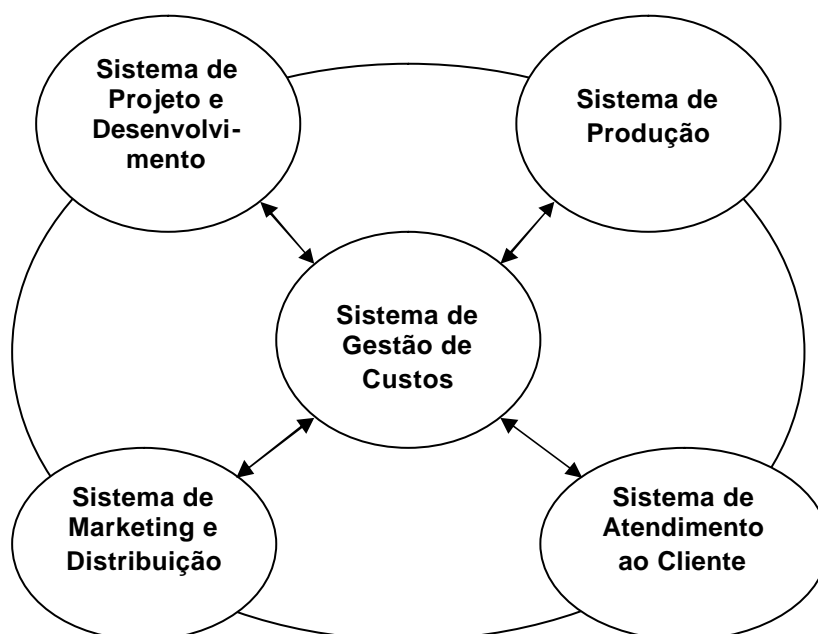 Sistema de
Projeto e
Desenvolvi-
mento
Sistema de
Produção
Sistema de
Gestão de
Custos
Sistema de
Marketing e
Distribuição
Sistema de
Atendimento
ao Cliente